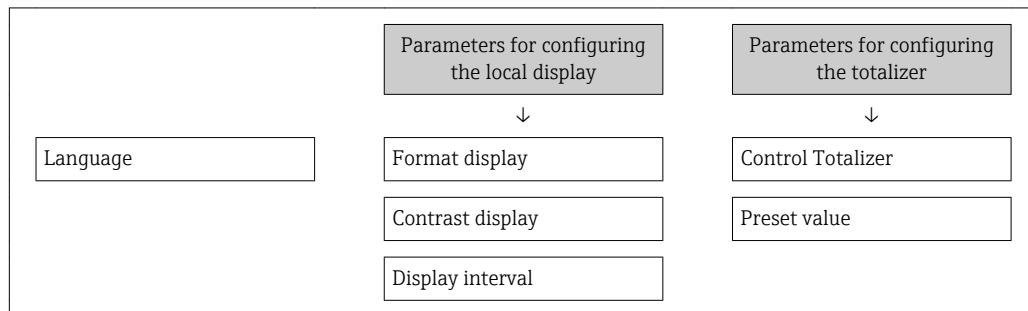 Parameters for configuring
the local display
Parameters for configuring
the totalizer
↓
↓
Language
Format display
Control Totalizer
Contrast display
Preset value
Display interval